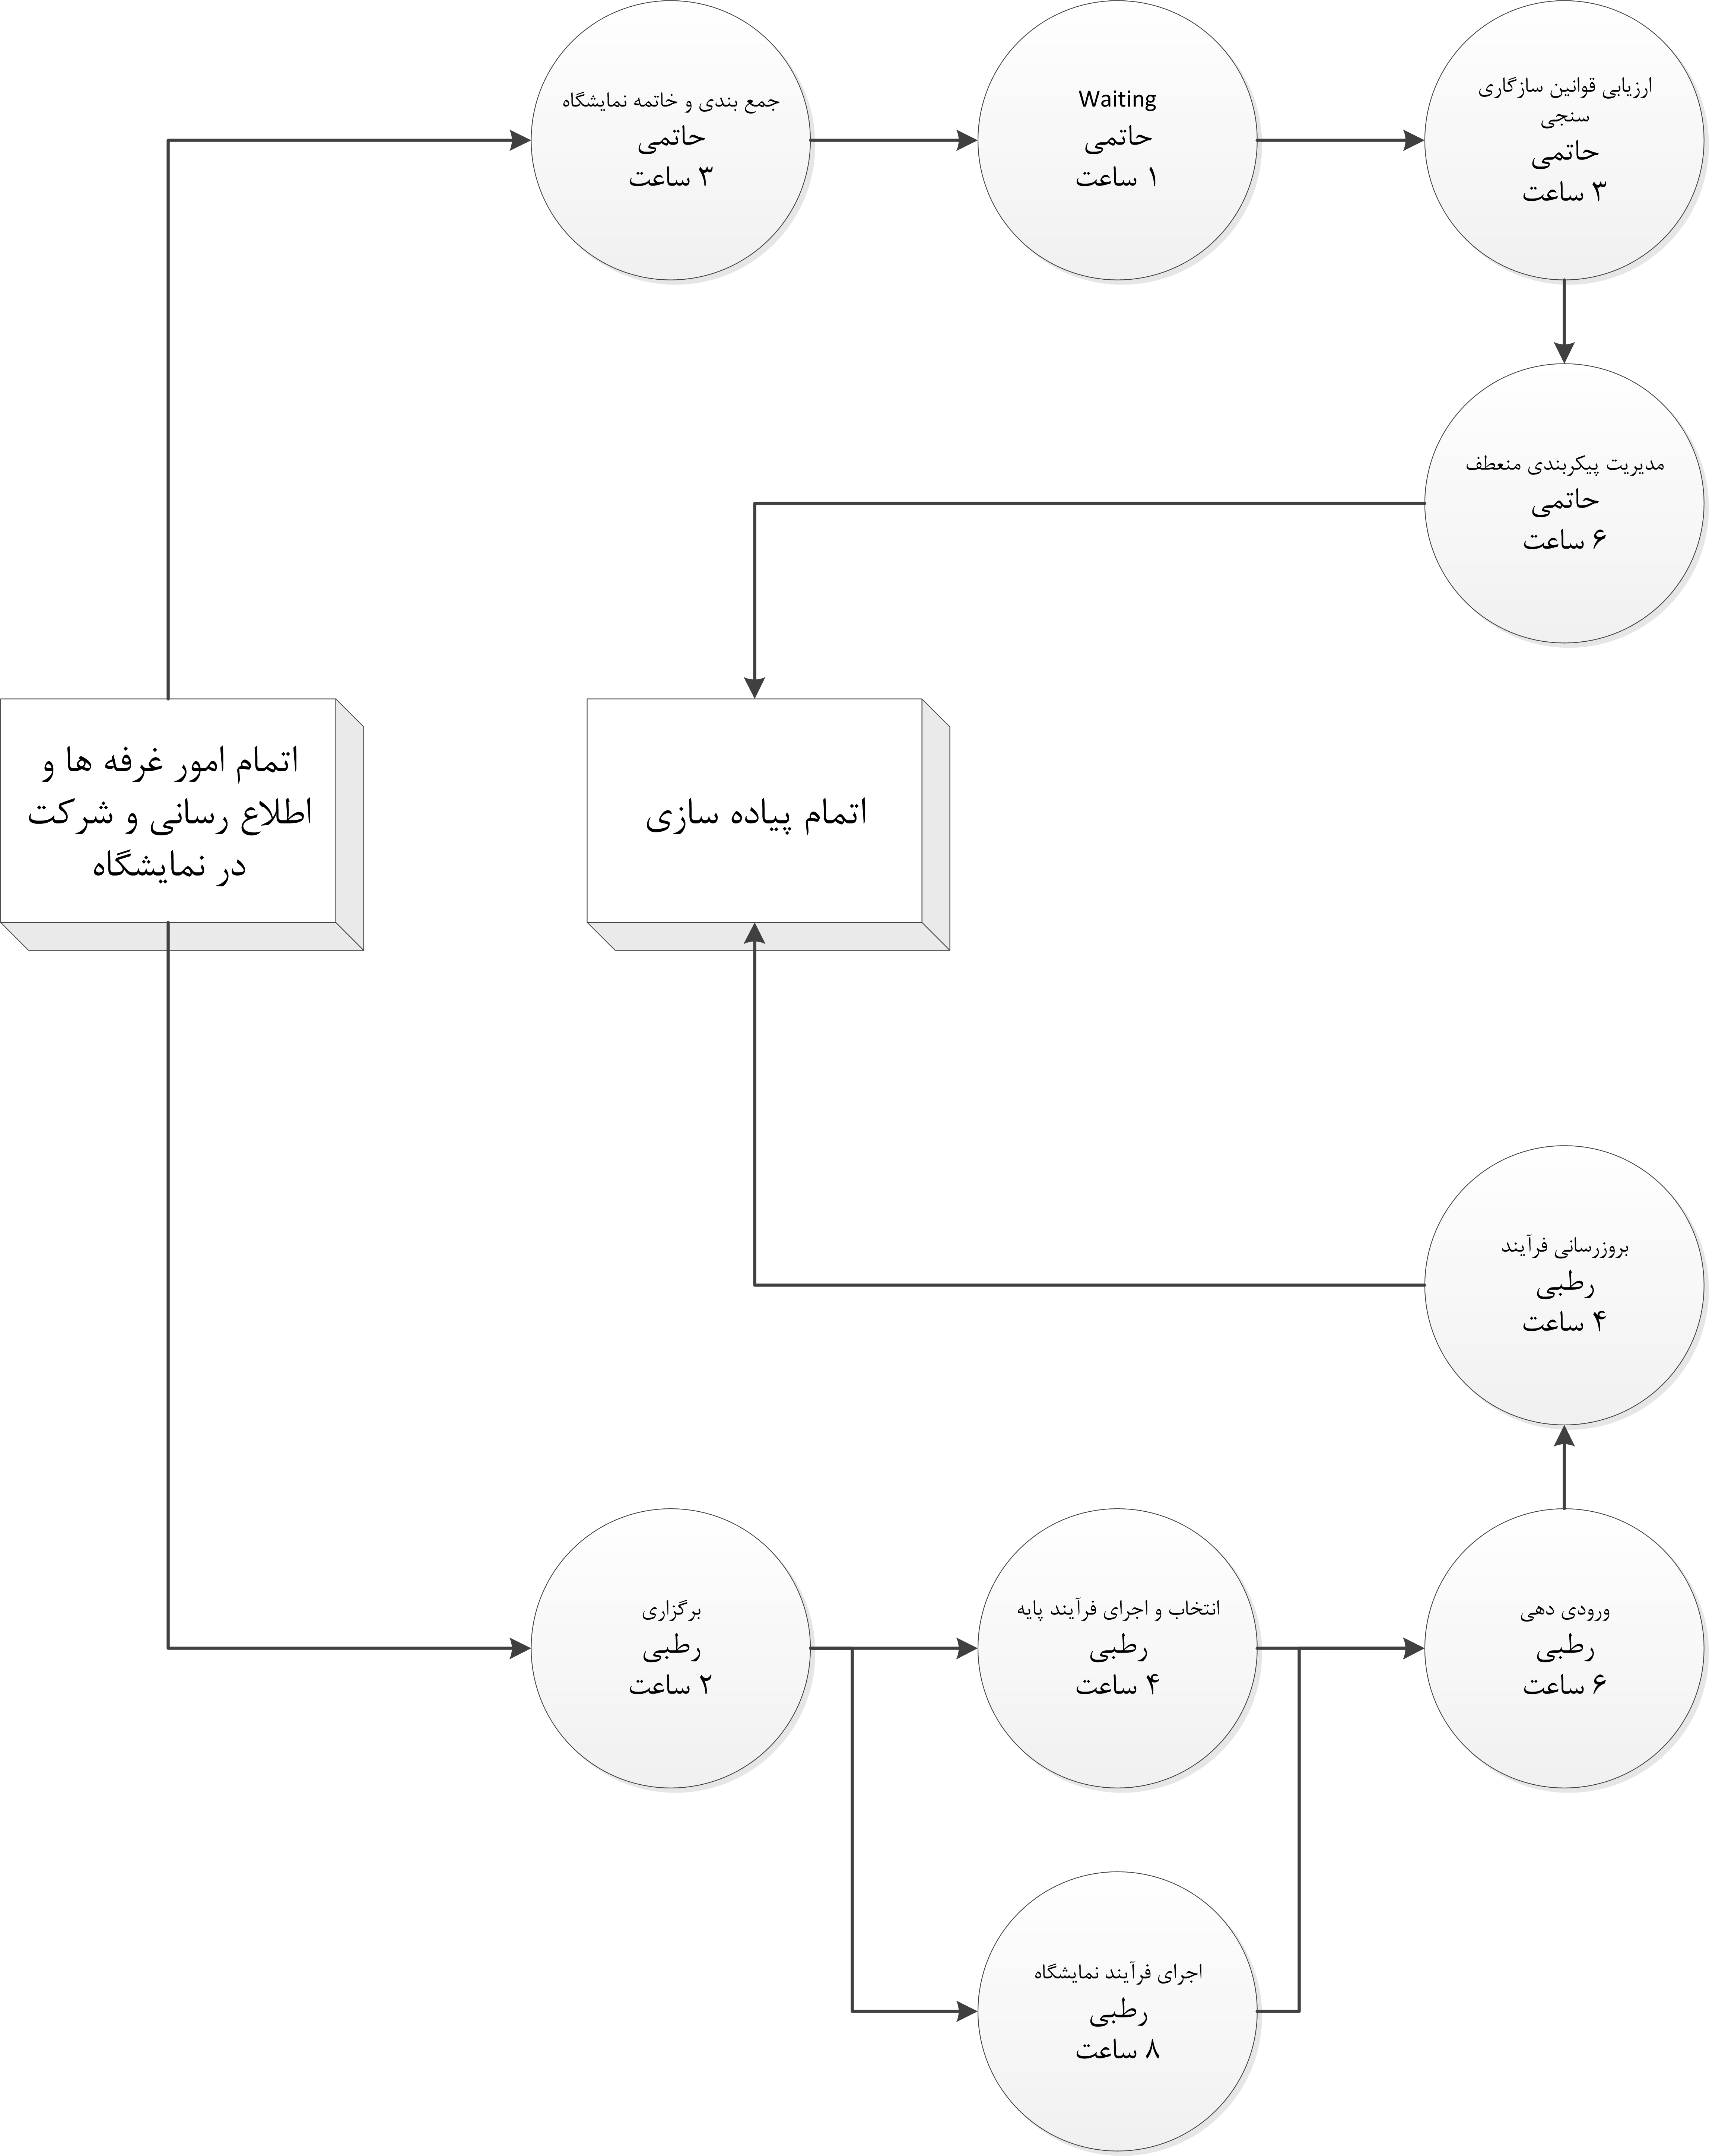 جمع بندی و خاتمه نمایشگاه
حاتمی
۳ ساعت
Waiting
حاتمی
۱ ساعت
ارزیابی قوانین سازگاری
سنجی
حاتمی
۳ ساعت
مدیریت پیکربندی منعطف
حاتمی
۶ ساعت
اتمام امور غرفه ها و
اطلاع رسانی و شرکت
در نمایشگاه
اتمام پیاده سازی
بروزرسانی فرآیند
رطبی
۴ ساعت
برگزاری
رطبی
۲ ساعت
انتخاب و اجرای فرآیند پایه
رطبی
۴ ساعت
ورودی دهی
رطبی
۶ ساعت
اجرای فرآیند نمایشگاه
رطبی
۸ ساعت